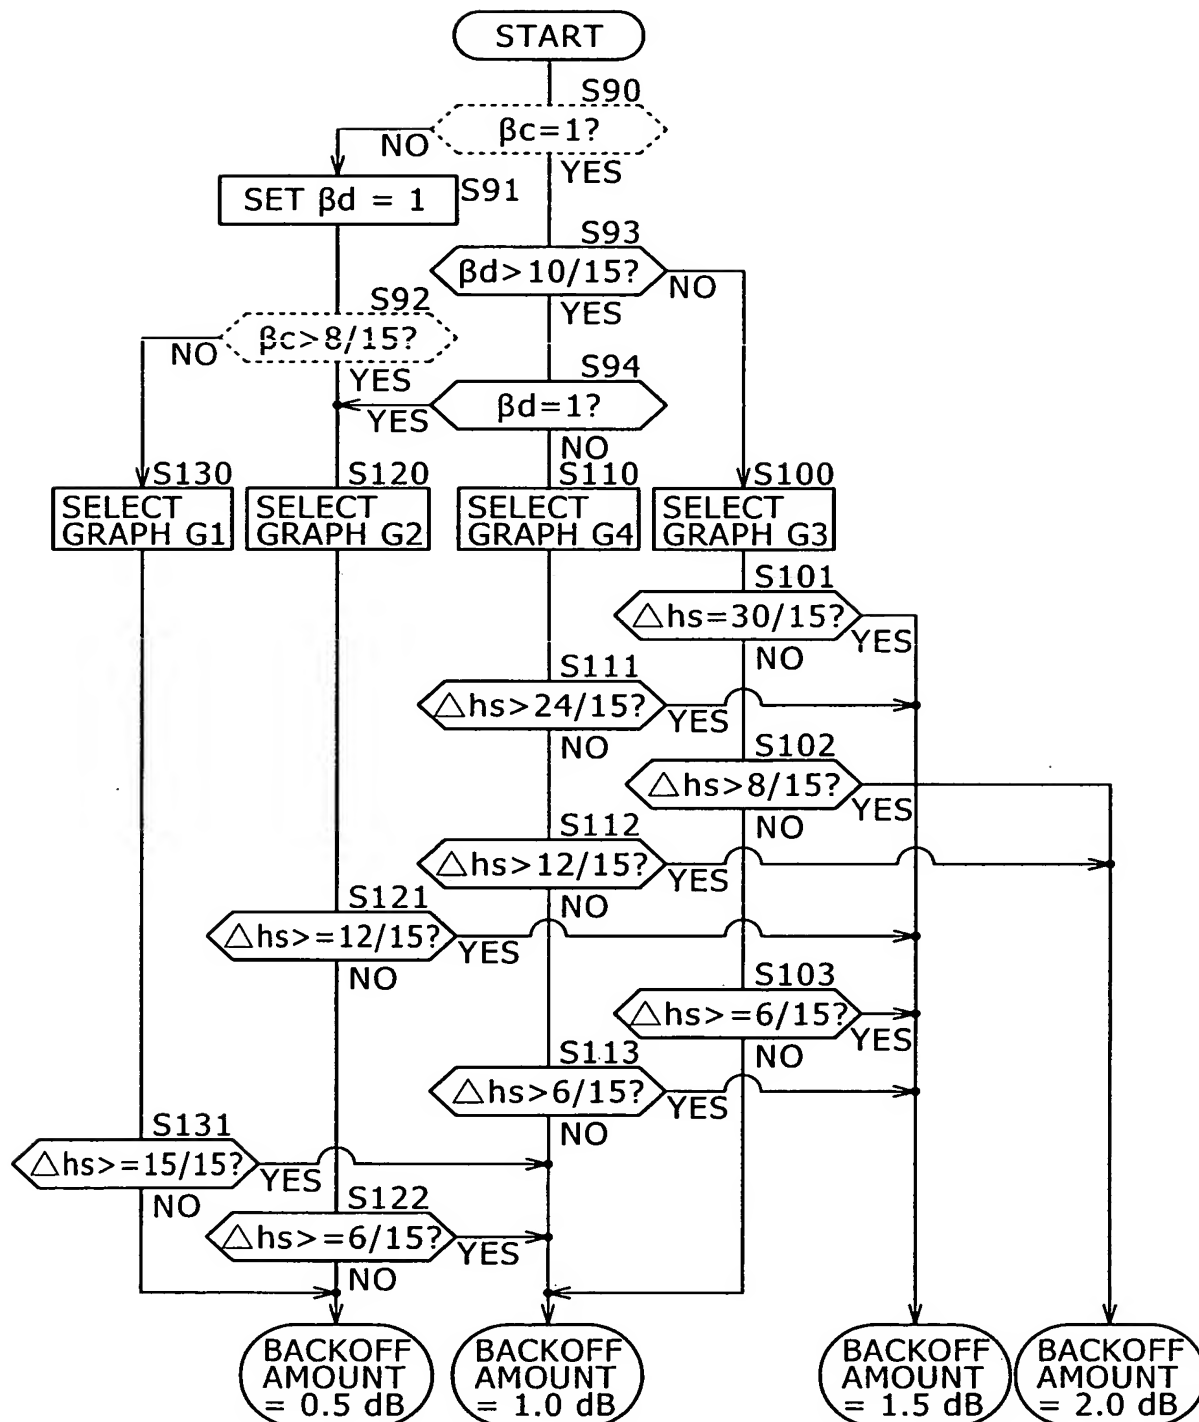 START
S90
βc=1?
NO
YES
SET βd = 1
S91
S93
βd>10/15?
NO
YES
S92
βc>8/15?
NO
YES
S94
βd=1?
YES
NO
S130
SELECT
GRAPH G1
S120
SELECT
GRAPH G2
S110
SELECT
GRAPH G4
S100
SELECT
GRAPH G3
S101
△hs=30/15?
YES
NO
S111
△hs>24/15?
YES
NO
S102
△hs>8/15?
YES
NO
S112
△hs>12/15?
YES
NO
S121
△hs>=12/15?
YES
NO
S103
△hs>=6/15?
YES
NO
S113
△hs>6/15?
YES
NO
S131
△hs>=15/15?
YES
NO
S122
△hs>=6/15?
YES
NO
BACKOFF
AMOUNT
= 0.5 dB
BACKOFF
AMOUNT
= 1.0 dB
BACKOFF
AMOUNT
= 1.5 dB
BACKOFF
AMOUNT
= 2.0 dB